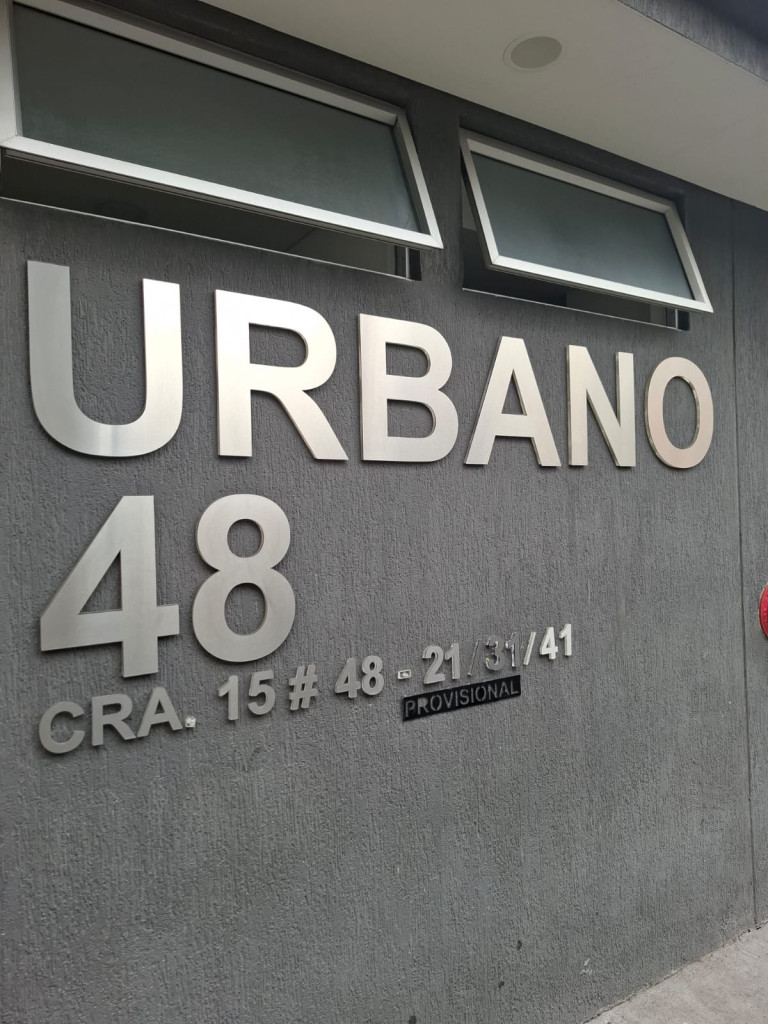 URBANO
48
CRA. 15 # 48 - 21/31/41
PROVISIONAL